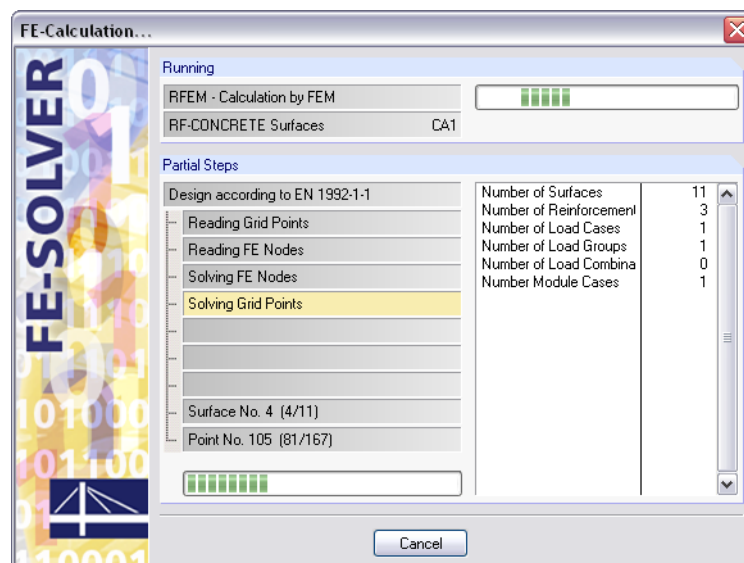 FE-Calculation...
FE-SOLVER
Running
RFEM - Calculation by FEM
RF-CONCRETE Surfaces CA1
Partial Steps
Design according to EN 1992-1-1
Reading Grid Points
Reading FE Nodes
Solving FE Nodes
Solving Grid Points
Surface No. 4 (4/11)
Point No. 105 (81/167)
Number of Surfaces 11
Number of Reinforcement 3
Number of Load Cases 1
Number of Load Groups 1
Number of Load Combina 0
Number Module Cases 1
Cancel